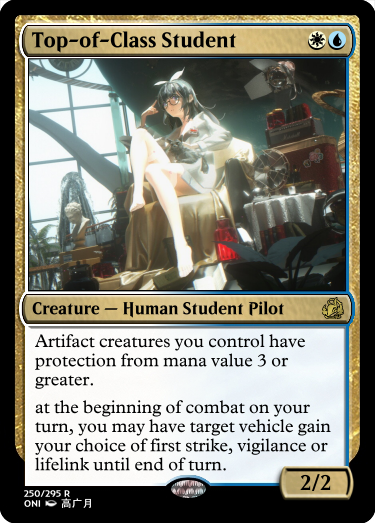 Top-of-Class Student
Creature — Human Student Pilot
Artifact creatures you control have
protection from mana value 3 or
greater.
at the beginning of combat on your
turn, you may have target vehicle gain
your choice of first strike, vigilance or
lifelink until end of turn.
2/2
250/295 R
ONI 高广月